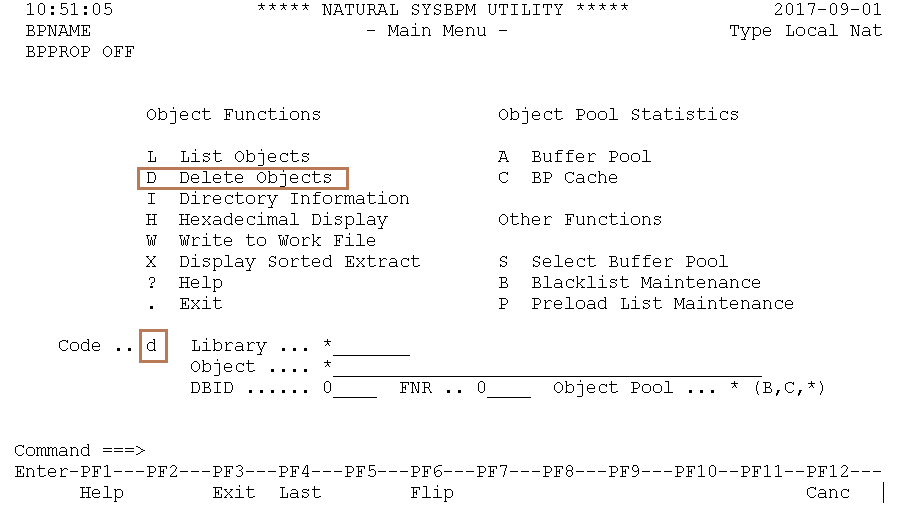 10:51:05 ***** NATURAL SYSBPM UTILITY ***** 2017-09-01
BPNAME - Main Menu - Type Local Nat
BPPROP OFF
Object Functions Object Pool Statistics
L List Objects A Buffer Pool
D Delete Objects C BP Cache
I Directory Information
H Hexadecimal Display Other Functions
W Write to Work File
X Display Sorted Extract S Select Buffer Pool
? Help B Blacklist Maintenance
. Exit P Preload List Maintenance
Code .. d Library ... *_______
Object .... *_______________________________________
DBID ...... 0____ FNR .. 0____ Object Pool ... * (B,C,*)
Command ===>
Enter-PF1---PF2---PF3---PF4---PF5---PF6---PF7---PF8---PF9---PF10--PF11--PF12---
Help Exit Last Flip Canc